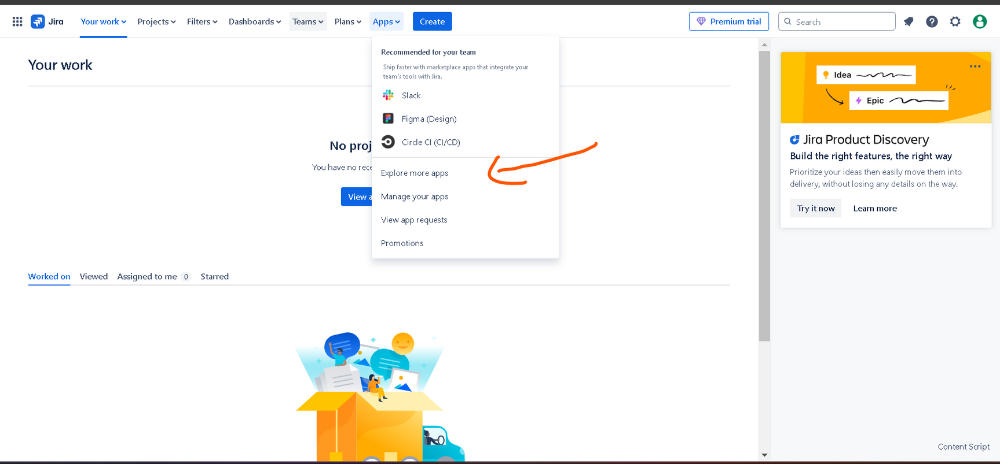 Jira
Your work
Projects
Filters
Dashboards
Teams
Plans
Apps
Create
Premium trial
Search
Your work
Recommended for your team
Ship faster with marketplace apps that integrate your
team's tools with Jira.
Slack
Figma (Design)
Circle CI (CI/CD)
Explore more apps
Manage your apps
View app requests
Promotions
No proj
You have no rece
View a
Worked on
Viewed
Assigned to me 0
Starred
Idea
Epic
Jira Product Discovery
Build the right features, the right way
Prioritize your ideas then easily move them into
delivery, without losing any details on the way.
Try it now
Learn more
Content Script